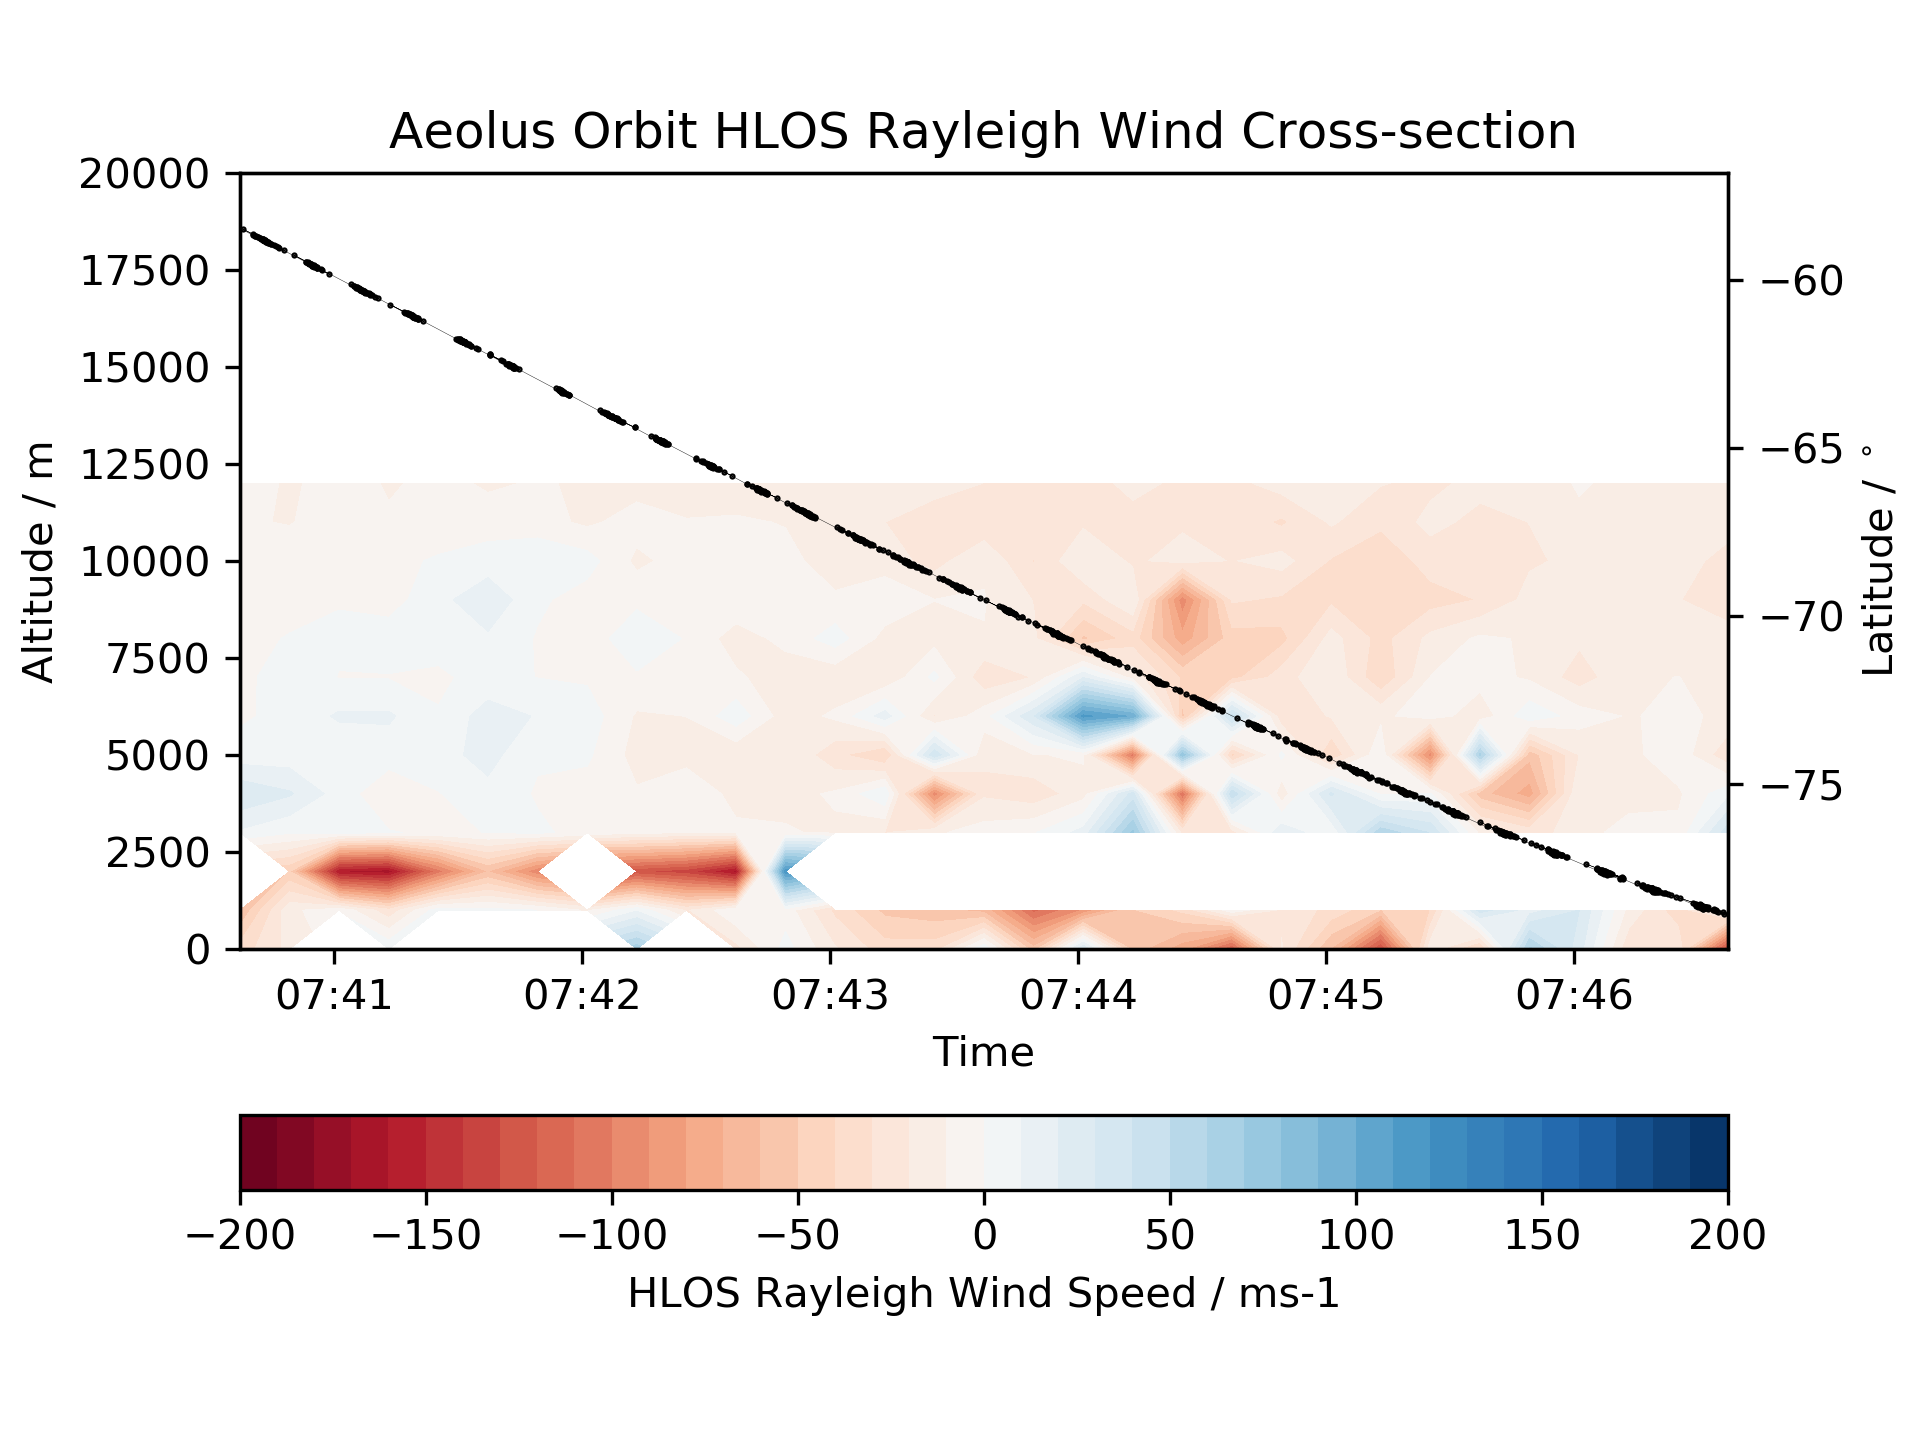 Aeolus Orbit HLOS Rayleigh Wind Cross-section
20000
17500
15000
12500
10000
7500
5000
2500
0
Altitude / m
−60
−65
−70
−75
Latitude / °
07:41 07:42 07:43 07:44 07:45 07:46
Time
−200 −150 −100 −50 0 50 100 150 200
HLOS Rayleigh Wind Speed / ms-1